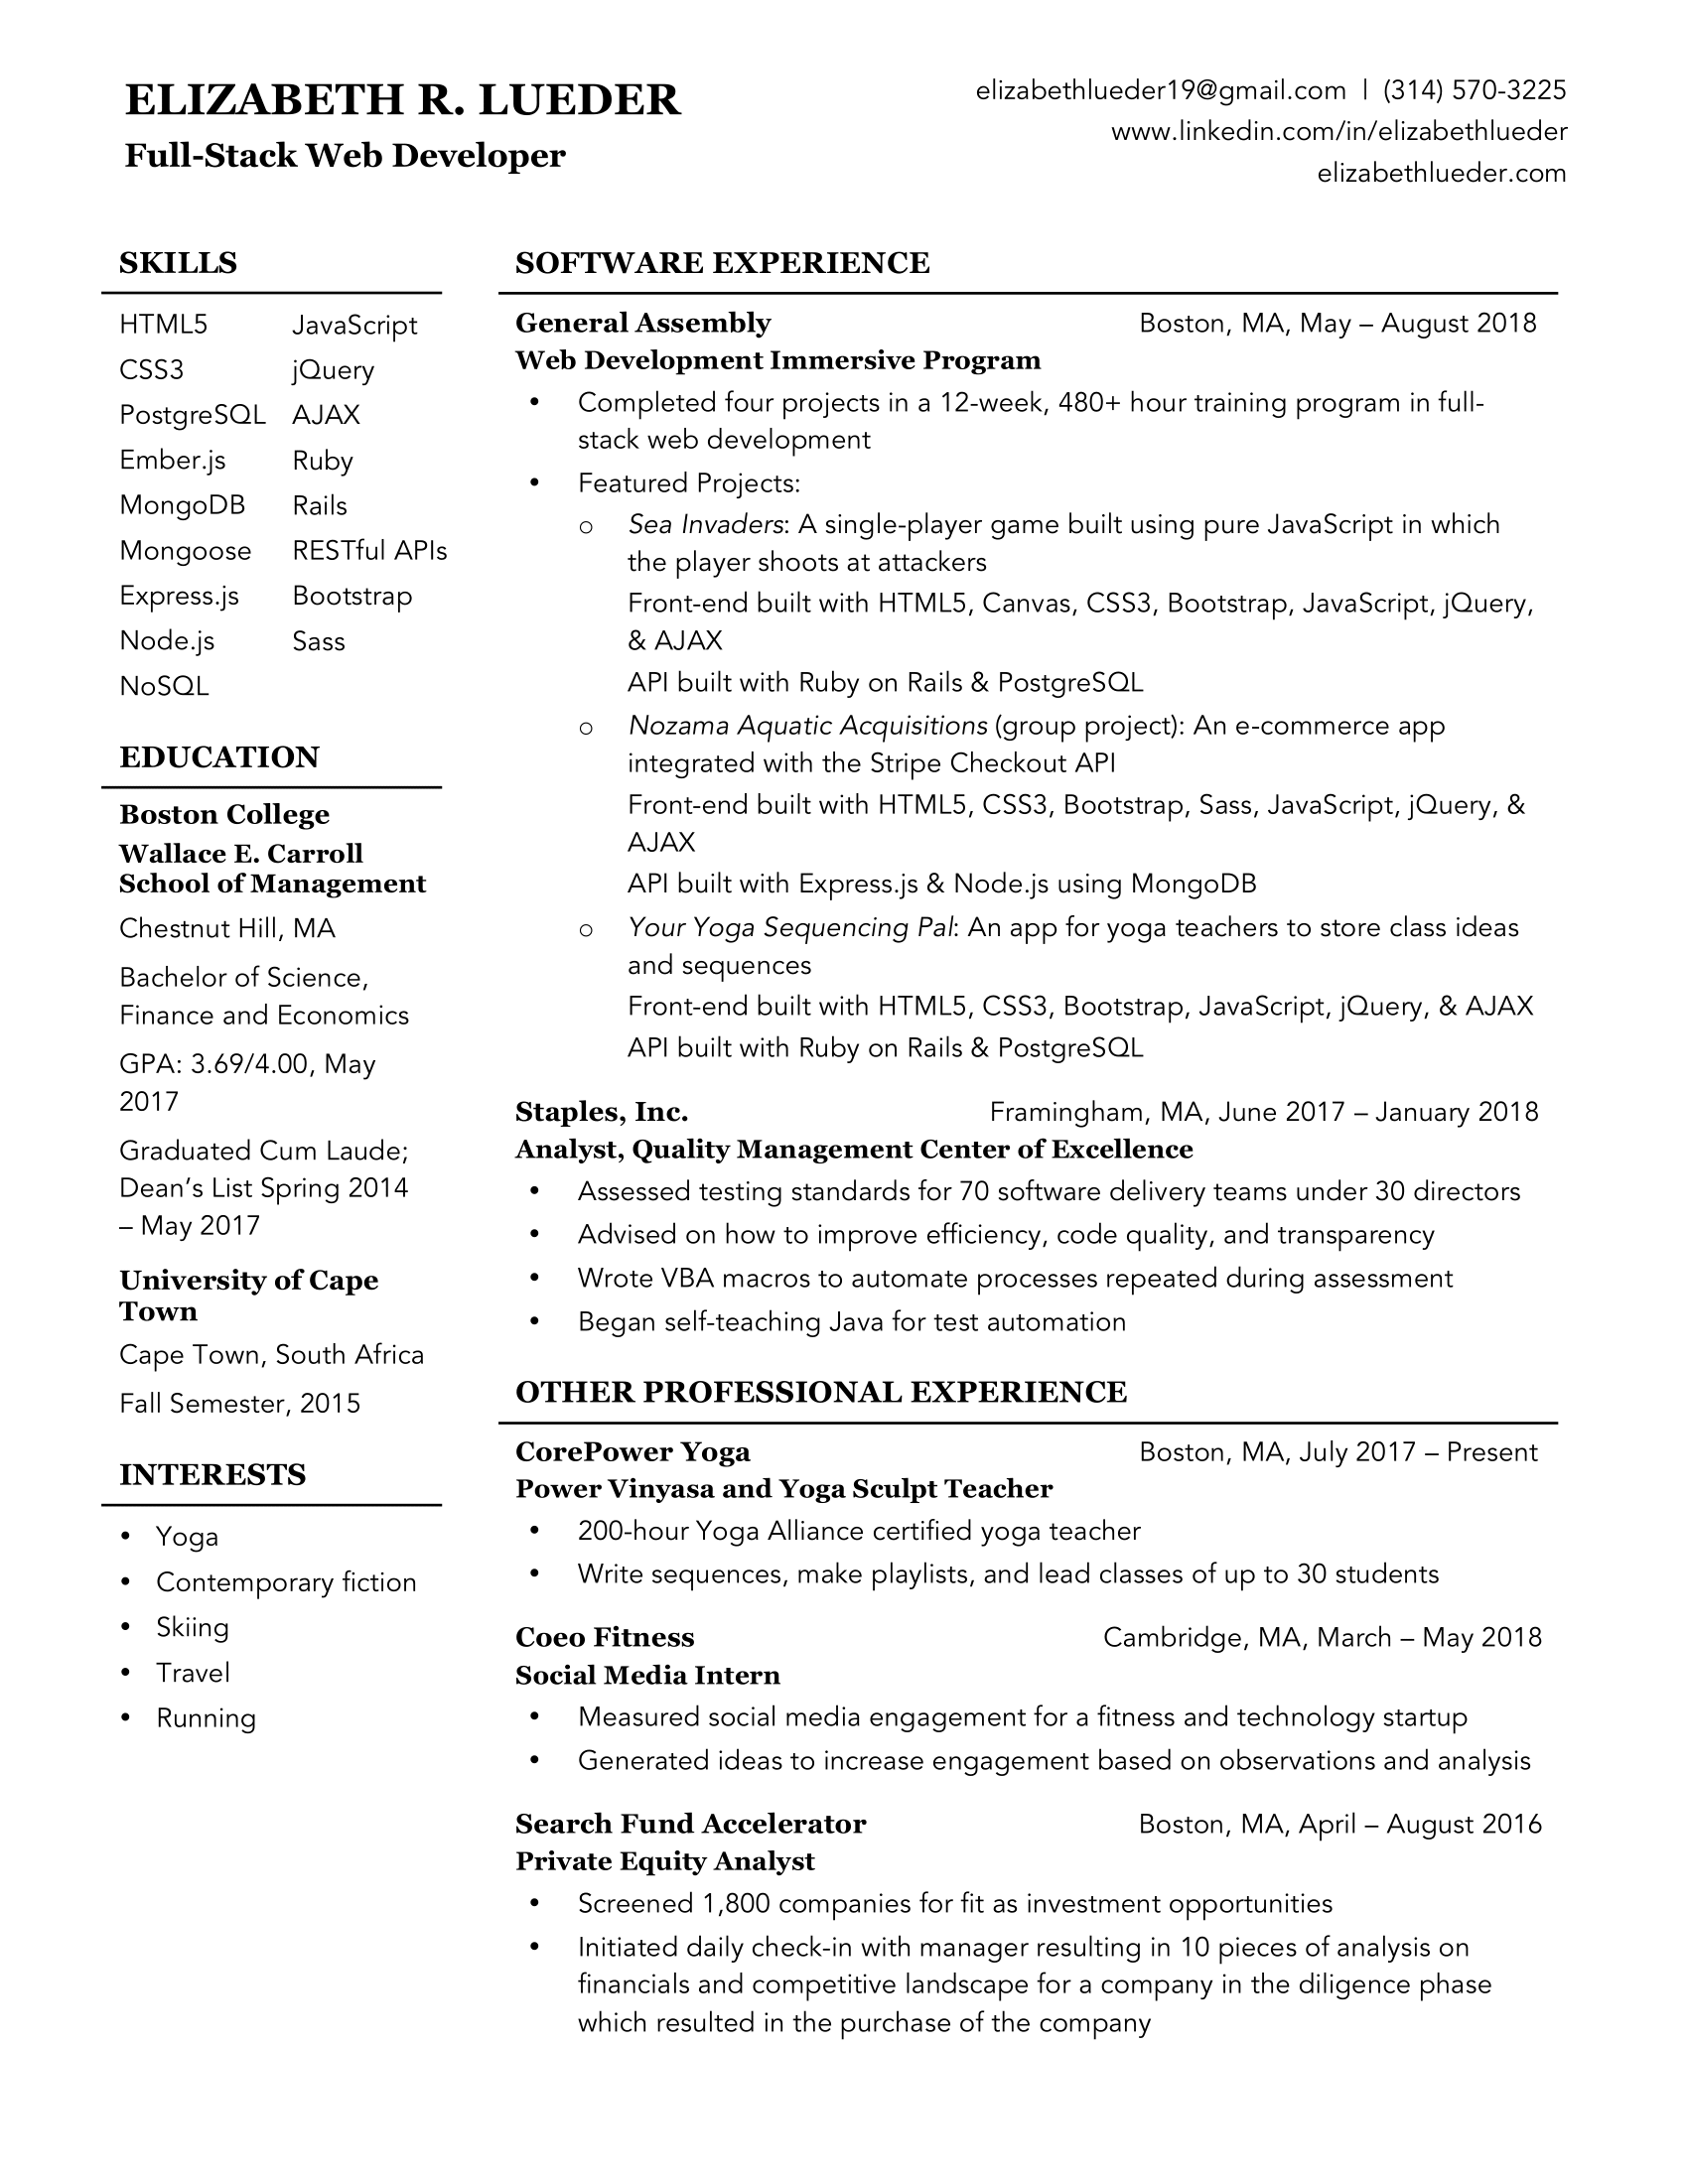 ELIZABETH R. LUEDER
Full-Stack Web Developer
elizabethlueder19@gmail.com | (314) 570-3225
www.linkedin.com/in/elizabethlueder
elizabethlueder.com
SKILLS
HTML5 JavaScript
CSS3 jQuery
PostgreSQL AJAX
Ember.js Ruby
MongoDB Rails
Mongoose RESTful APIs
Express.js Bootstrap
Node.js Sass
NoSQL
EDUCATION
Boston College
Wallace E. Carroll
School of Management
Chestnut Hill, MA
Bachelor of Science,
Finance and Economics
GPA: 3.69/4.00, May
2017
Graduated Cum Laude;
Dean’s List Spring 2014
– May 2017
University of Cape
Town
Cape Town, South Africa
Fall Semester, 2015
INTERESTS
• Yoga
• Contemporary fiction
• Skiing
• Travel
• Running
SOFTWARE EXPERIENCE
General Assembly Boston, MA, May – August 2018
Web Development Immersive Program
• Completed four projects in a 12-week, 480+ hour training program in full-
stack web development
• Featured Projects:
o Sea Invaders: A single-player game built using pure JavaScript in which
the player shoots at attackers
Front-end built with HTML5, Canvas, CSS3, Bootstrap, JavaScript, jQuery,
& AJAX
API built with Ruby on Rails & PostgreSQL
o Nozama Aquatic Acquisitions (group project): An e-commerce app
integrated with the Stripe Checkout API
Front-end built with HTML5, CSS3, Bootstrap, Sass, JavaScript, jQuery, &
AJAX
API built with Express.js & Node.js using MongoDB
o Your Yoga Sequencing Pal: An app for yoga teachers to store class ideas
and sequences
Front-end built with HTML5, CSS3, Bootstrap, JavaScript, jQuery, & AJAX
API built with Ruby on Rails & PostgreSQL
Staples, Inc. Framingham, MA, June 2017 – January 2018
Analyst, Quality Management Center of Excellence
• Assessed testing standards for 70 software delivery teams under 30 directors
• Advised on how to improve efficiency, code quality, and transparency
• Wrote VBA macros to automate processes repeated during assessment
• Began self-teaching Java for test automation
OTHER PROFESSIONAL EXPERIENCE
CorePower Yoga Boston, MA, July 2017 – Present
Power Vinyasa and Yoga Sculpt Teacher
• 200-hour Yoga Alliance certified yoga teacher
• Write sequences, make playlists, and lead classes of up to 30 students
Coeo Fitness Cambridge, MA, March – May 2018
Social Media Intern
• Measured social media engagement for a fitness and technology startup
• Generated ideas to increase engagement based on observations and analysis
Search Fund Accelerator Boston, MA, April – August 2016
Private Equity Analyst
• Screened 1,800 companies for fit as investment opportunities
• Initiated daily check-in with manager resulting in 10 pieces of analysis on
financials and competitive landscape for a company in the diligence phase
which resulted in the purchase of the company